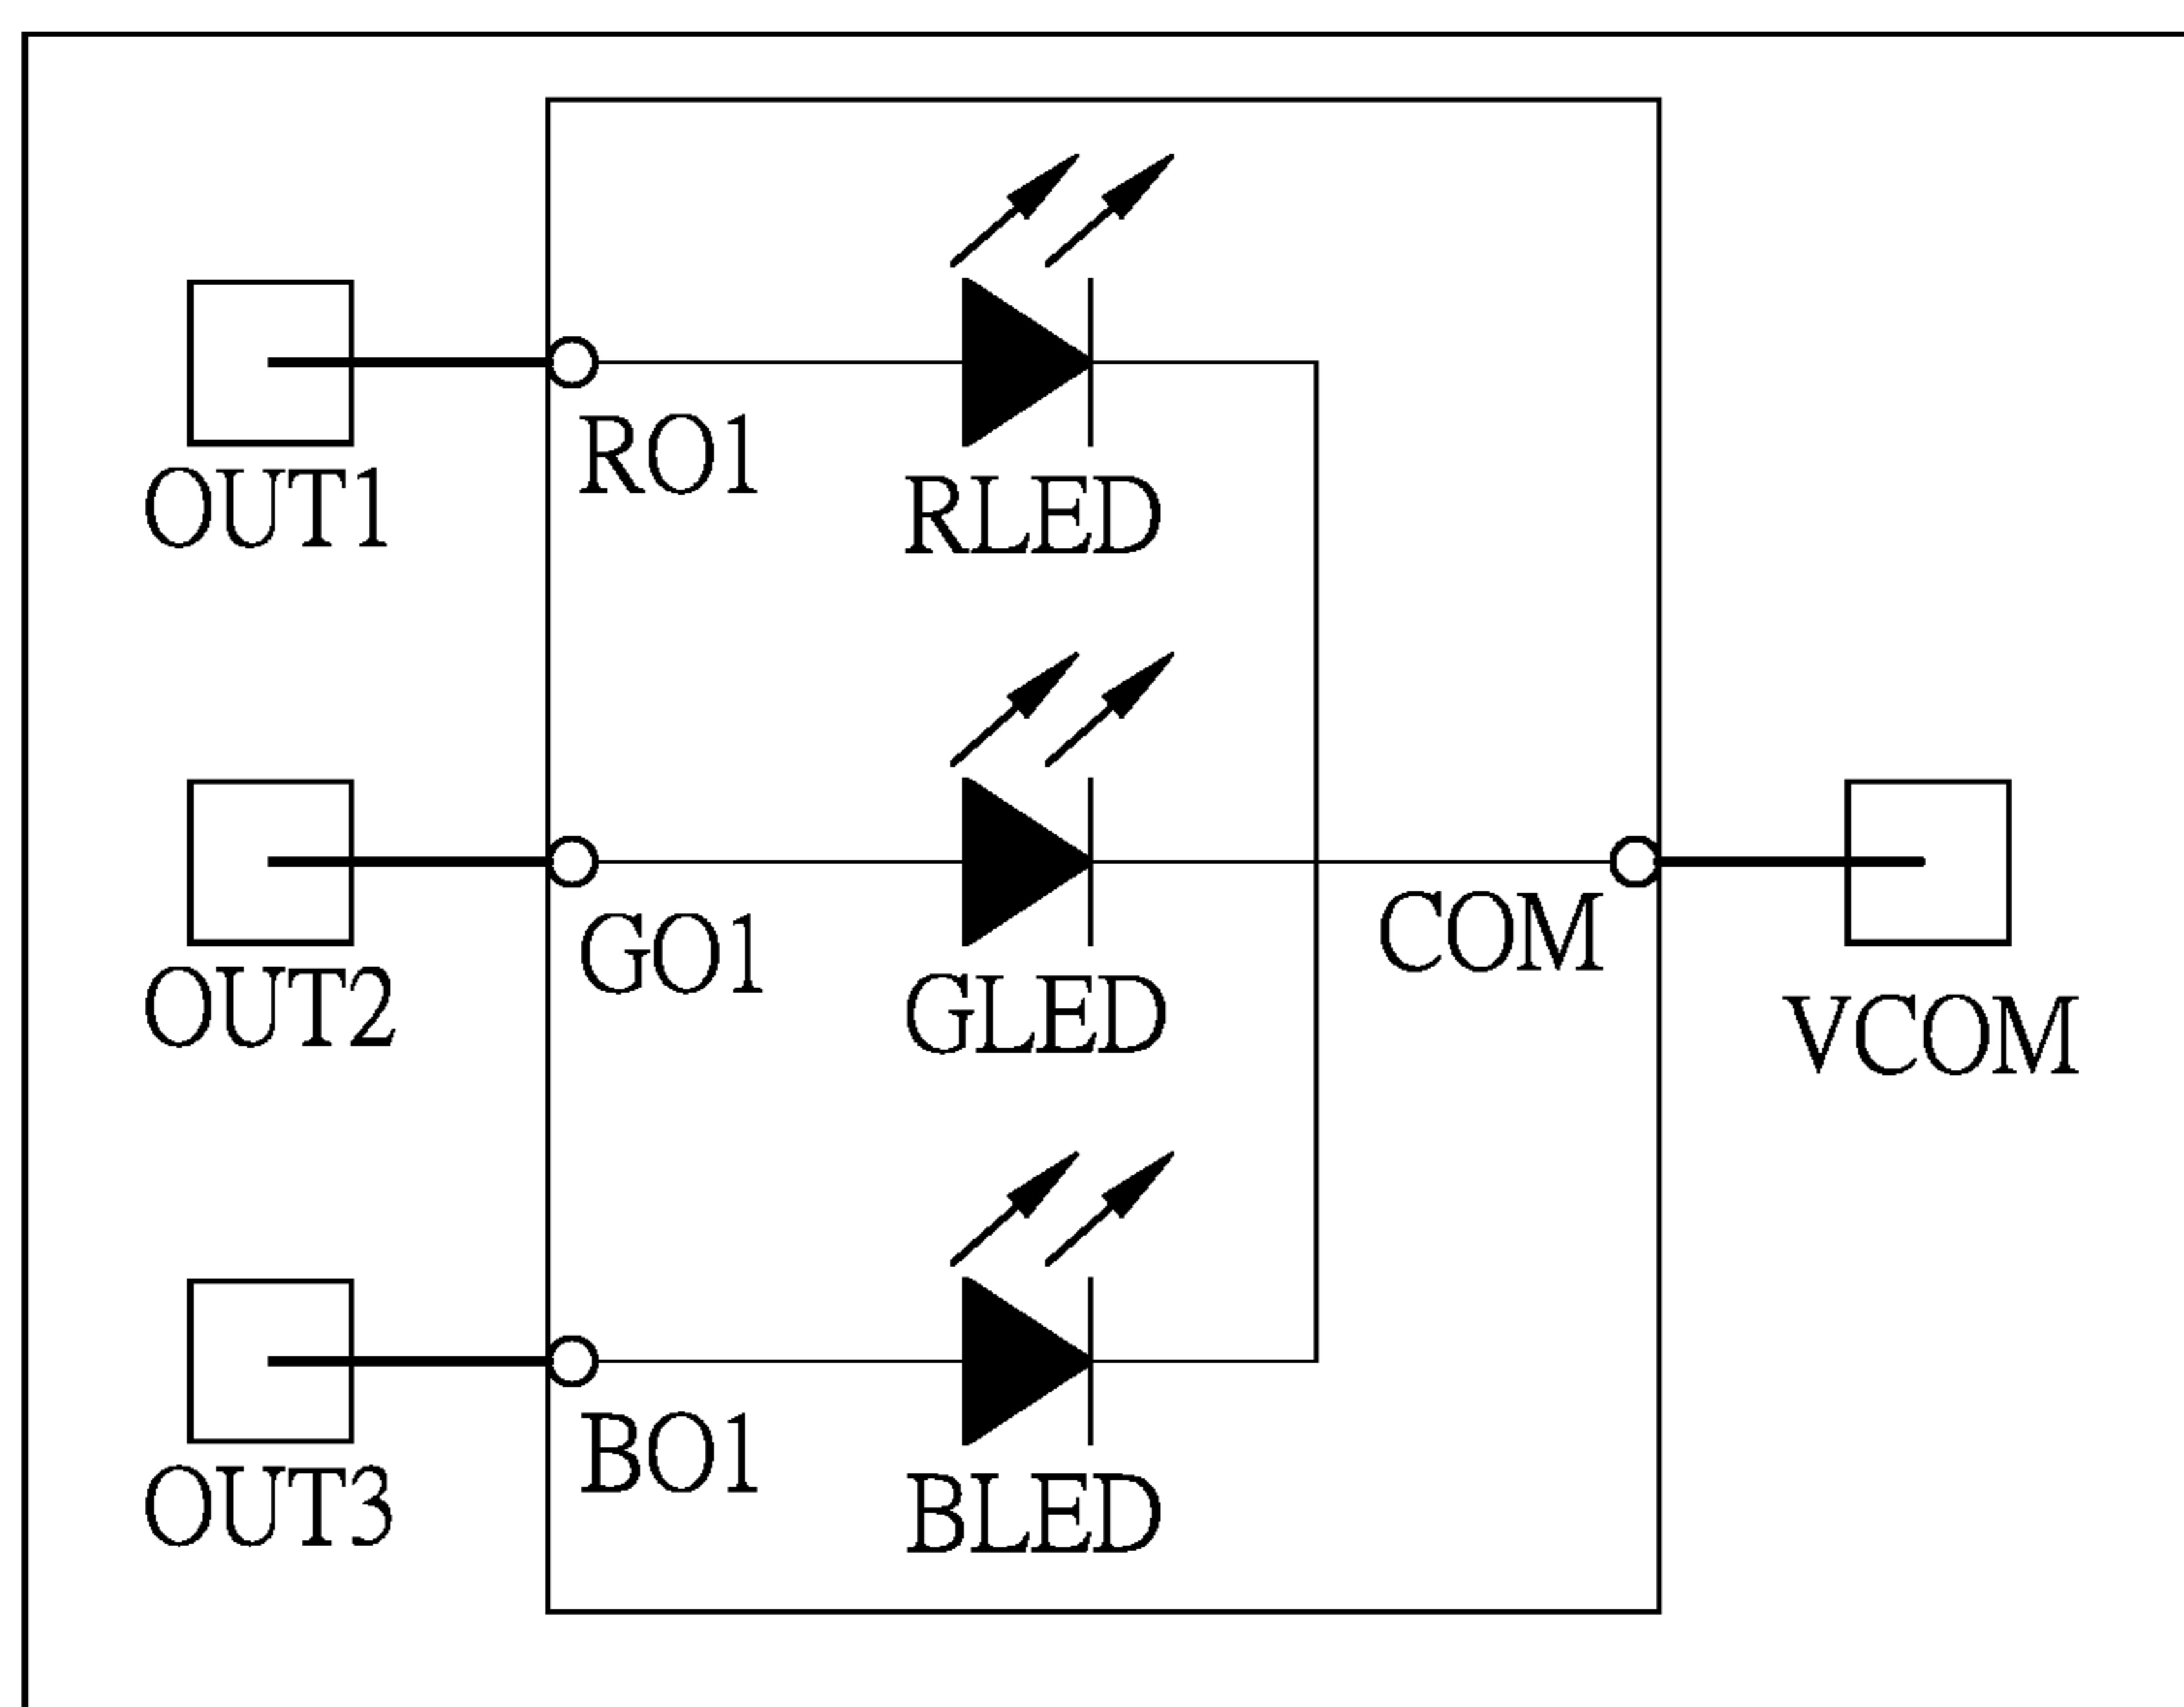 RO1
OUT1
RLED
COM
GO1
OUT2
GLED
VCOM
BO1
OUT3
BLED